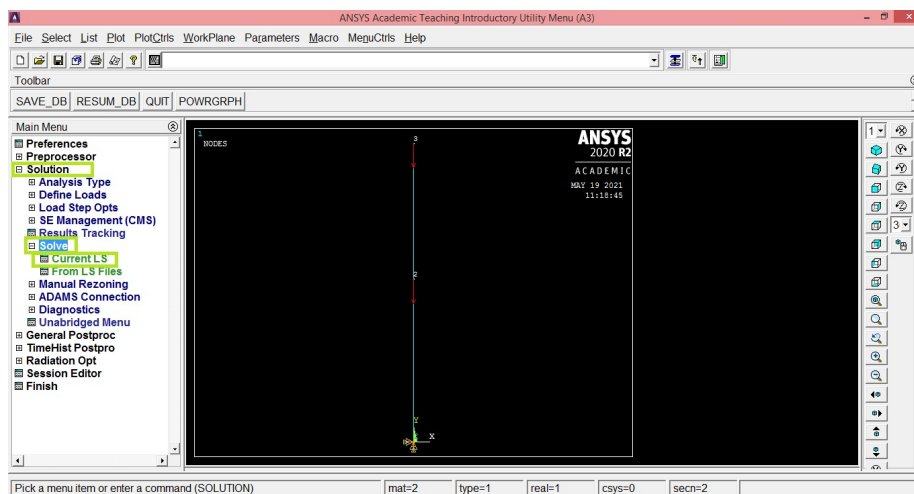 ANSYS Academic Teaching Introductory Utility Menu (A3)
File Select List Plot PlotCtrls WorkPlane Parameters Macro MenuCtrls Help
Toolbar
SAVE_DB RESUM_DB QUIT POWRGRPH
Main Menu
Preferences
Preprocessor
Solution
Analysis Type
Define Loads
Load Step Opts
SE Management (CMS)
Results Tracking
Solve
Current LS
From LS Files
Manual Rezoning
ADAMS Connection
Diagnostics
Unabridged Menu
General Postproc
TimeHist Postpro
Radiation Opt
Session Editor
Finish
1
NODES
3
ANSYS
2020 R2
ACADEMIC
MAY 19 2021
11:18:45
2
Y
X
1
3
Pick a menu item or enter a command (SOLUTION) mat=2 type=1 real=1 csys=0 secn=2